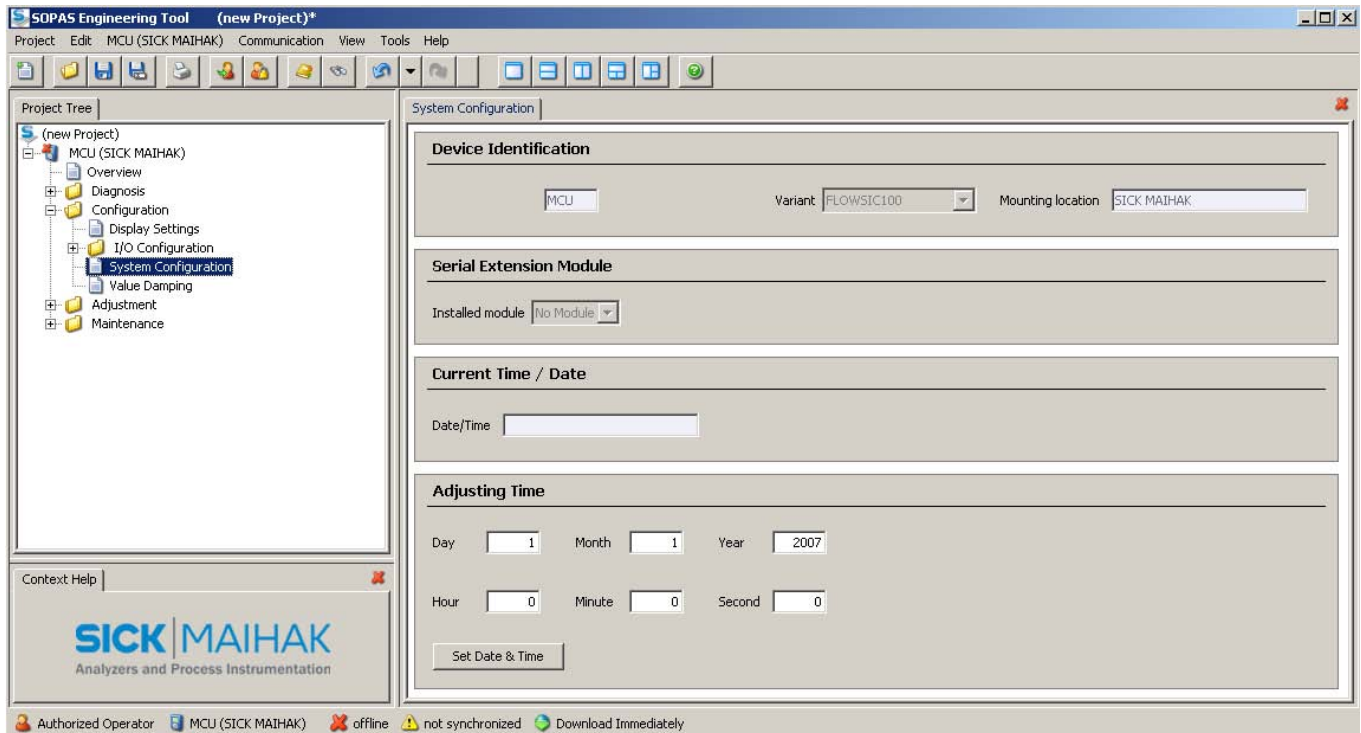 SOPAS Engineering Tool (new Project)*
Project Edit MCU (SICK MAIHAK) Communication View Tools Help
Project Tree
(new Project)
MCU (SICK MAIHAK)
Overview
Diagnosis
Configuration
Display Settings
I/O Configuration
System Configuration
Value Damping
Adjustment
Maintenance
Context Help
SICK MAIHAK
Analyzers and Process Instrumentation
System Configuration
Device Identification
MCU Variant FLOWSIC100 Mounting location SICK MAIHAK
Serial Extension Module
Installed module No Module
Current Time / Date
Date/Time
Adjusting Time
Day 1 Month 1 Year 2007
Hour 0 Minute 0 Second 0
Set Date & Time
Authorized Operator MCU (SICK MAIHAK) offline not synchronized Download Immediately